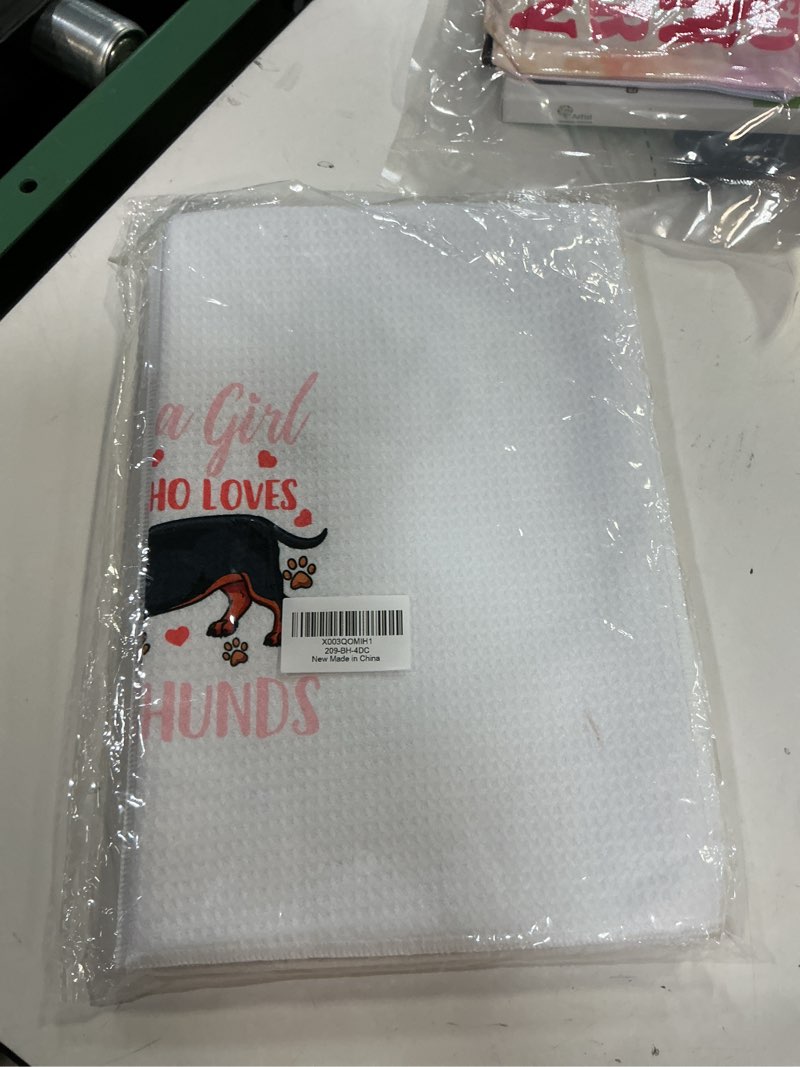 a Girl
HO LOVES
HUNDS
X003QOMIH1
209-BH-4DC
New Made in China